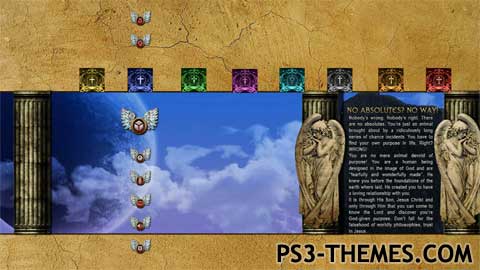 NO ABSOLUTES? NO WAY!
Nobody's wrong. Nobody's right. There
are no absolutes. You're just an animal
brought about by a ridiculously long
series of chance incidents. You have to
find your own purpose in life. Right?
WRONG!
You are no mere animal devoid of
purpose! You are a human being
designed in the image of God and are
"fearfully and wonderfully made". He
knew you before the foundations of the
earth where laid. He created you to have
a loving relationship with you.
It is through His Son, Jesus Christ and
only through Him that you can come to
know the Lord and discover you're
God-given purpose. Don't fall for the
falsehood of worldly philosophies, trust
in Jesus.
PS3-THEMES.COM